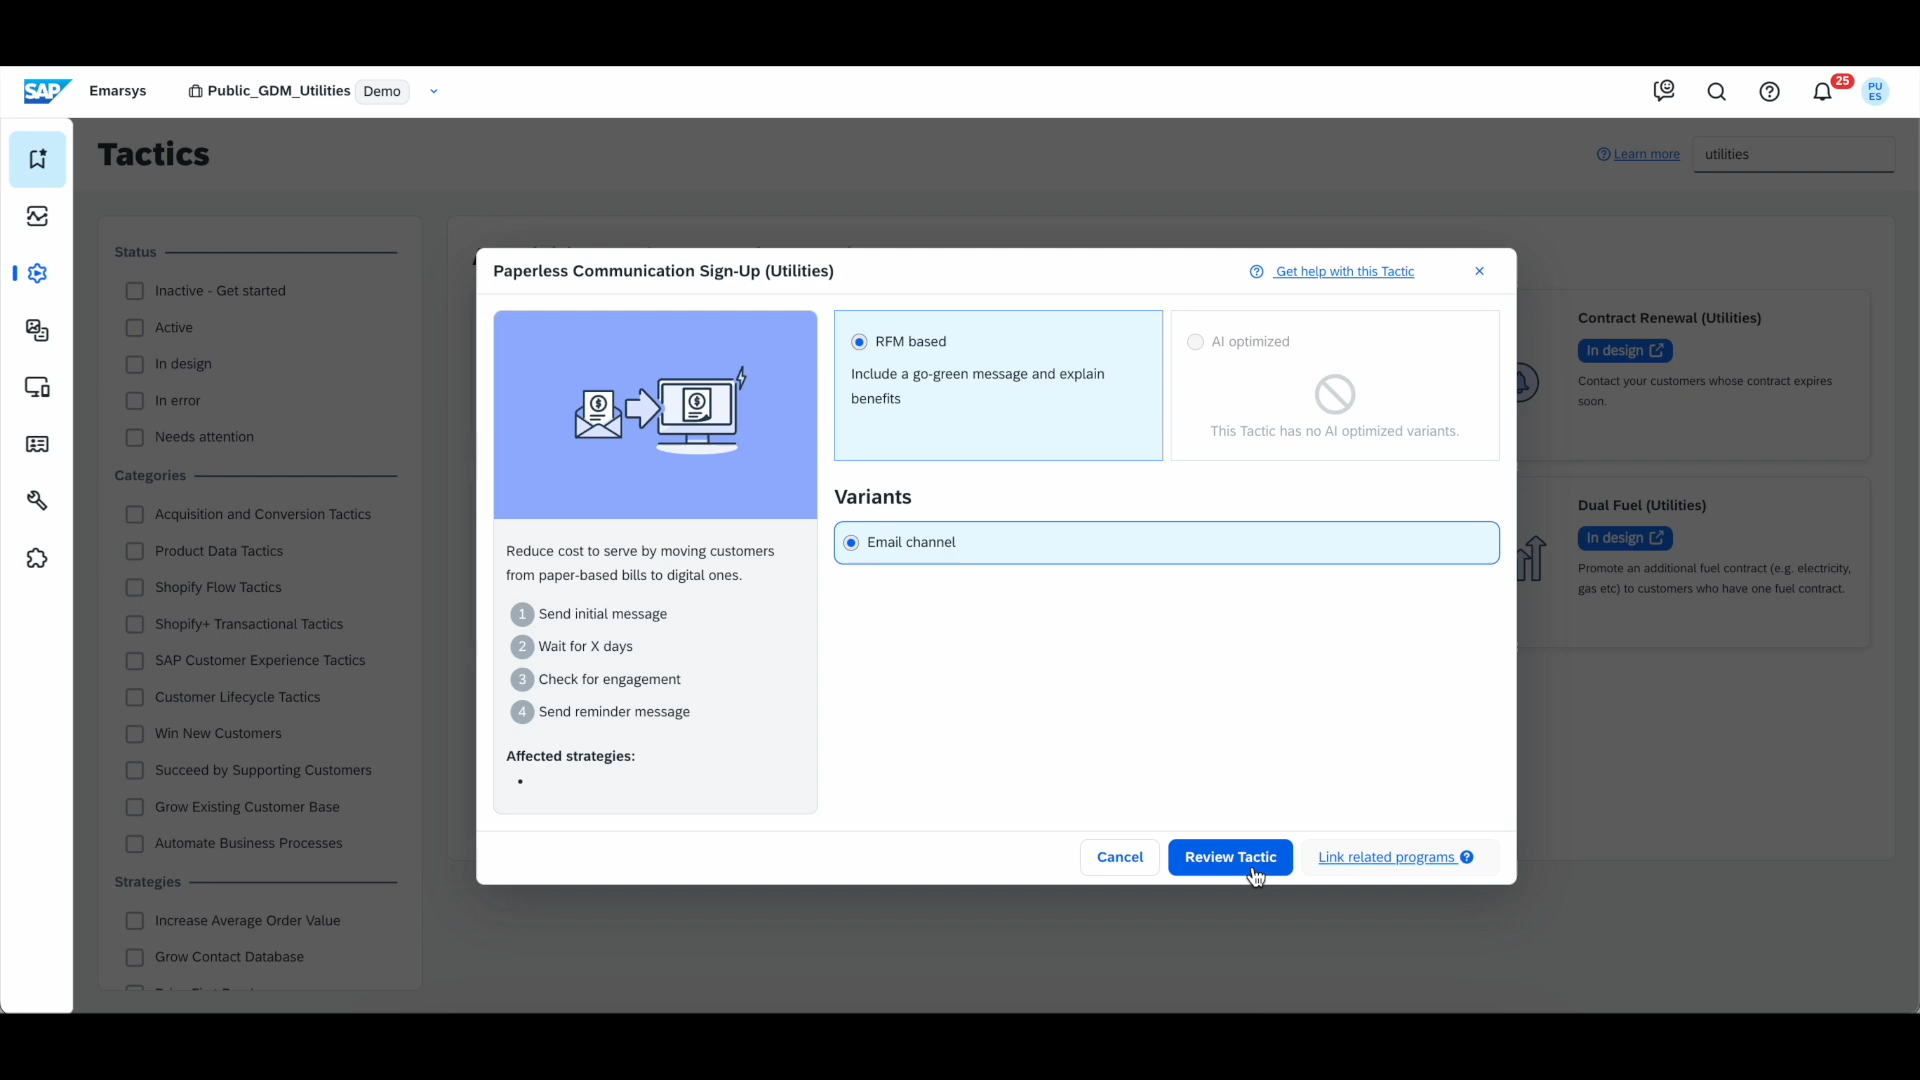 SAP
Emarsys
Public_GDM_Utilities
Demo
25
PU
ES
Tactics
Learn more
utilities
Status
Inactive - Get started
Active
In design
In error
Needs attention
Categories
Acquisition and Conversion Tactics
Product Data Tactics
Shopify Flow Tactics
Shopify+ Transactional Tactics
SAP Customer Experience Tactics
Customer Lifecycle Tactics
Win New Customers
Succeed by Supporting Customers
Grow Existing Customer Base
Automate Business Processes
Strategies
Increase Average Order Value
Grow Contact Database
Paperless Communication Sign-Up (Utilities)
Get help with this Tactic
Reduce cost to serve by moving customers
from paper-based bills to digital ones.
1 Send initial message
2 Wait for X days
3 Check for engagement
4 Send reminder message
Affected strategies:
•
RFM based
Include a go-green message and explain
benefits
AI optimized
This Tactic has no AI optimized variants.
Variants
Email channel
Cancel
Review Tactic
Link related programs
Contract Renewal (Utilities)
In design
Contact your customers whose contract expires
soon.
Dual Fuel (Utilities)
In design
Promote an additional fuel contract (e.g. electricity,
gas etc) to customers who have one fuel contract.